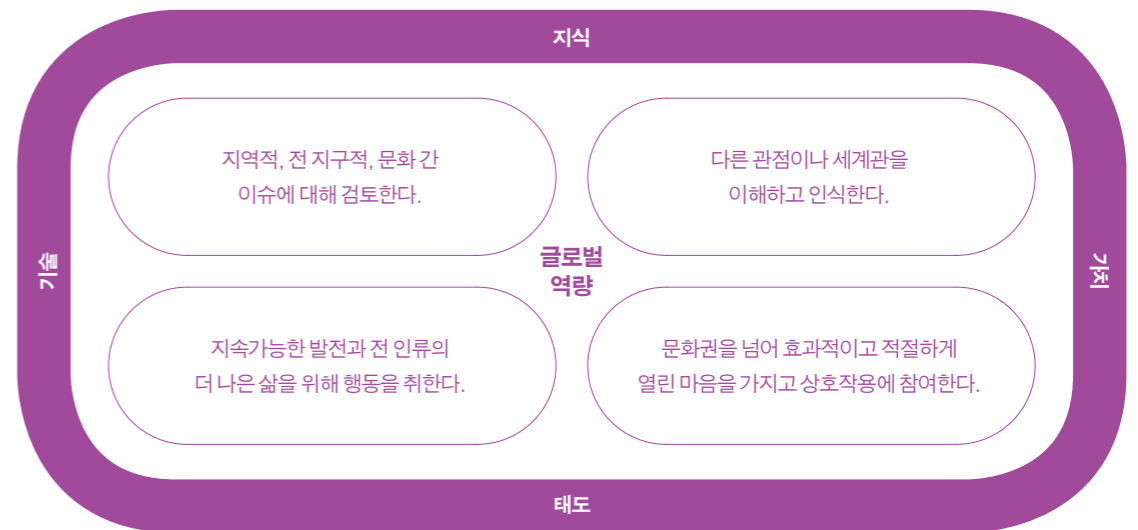 지식
지역적, 전 지구적, 문화 간
이슈에 대해 검토한다.
다른 관점이나 세계관을
이해하고 인식한다.
기술
글로벌
역량
가치
지속가능한 발전과 전 인류의
더 나은 삶을 위해 행동을 취한다.
문화권을 넘어 효과적이고 적절하게
열린 마음을 가지고 상호작용에 참여한다.
태도